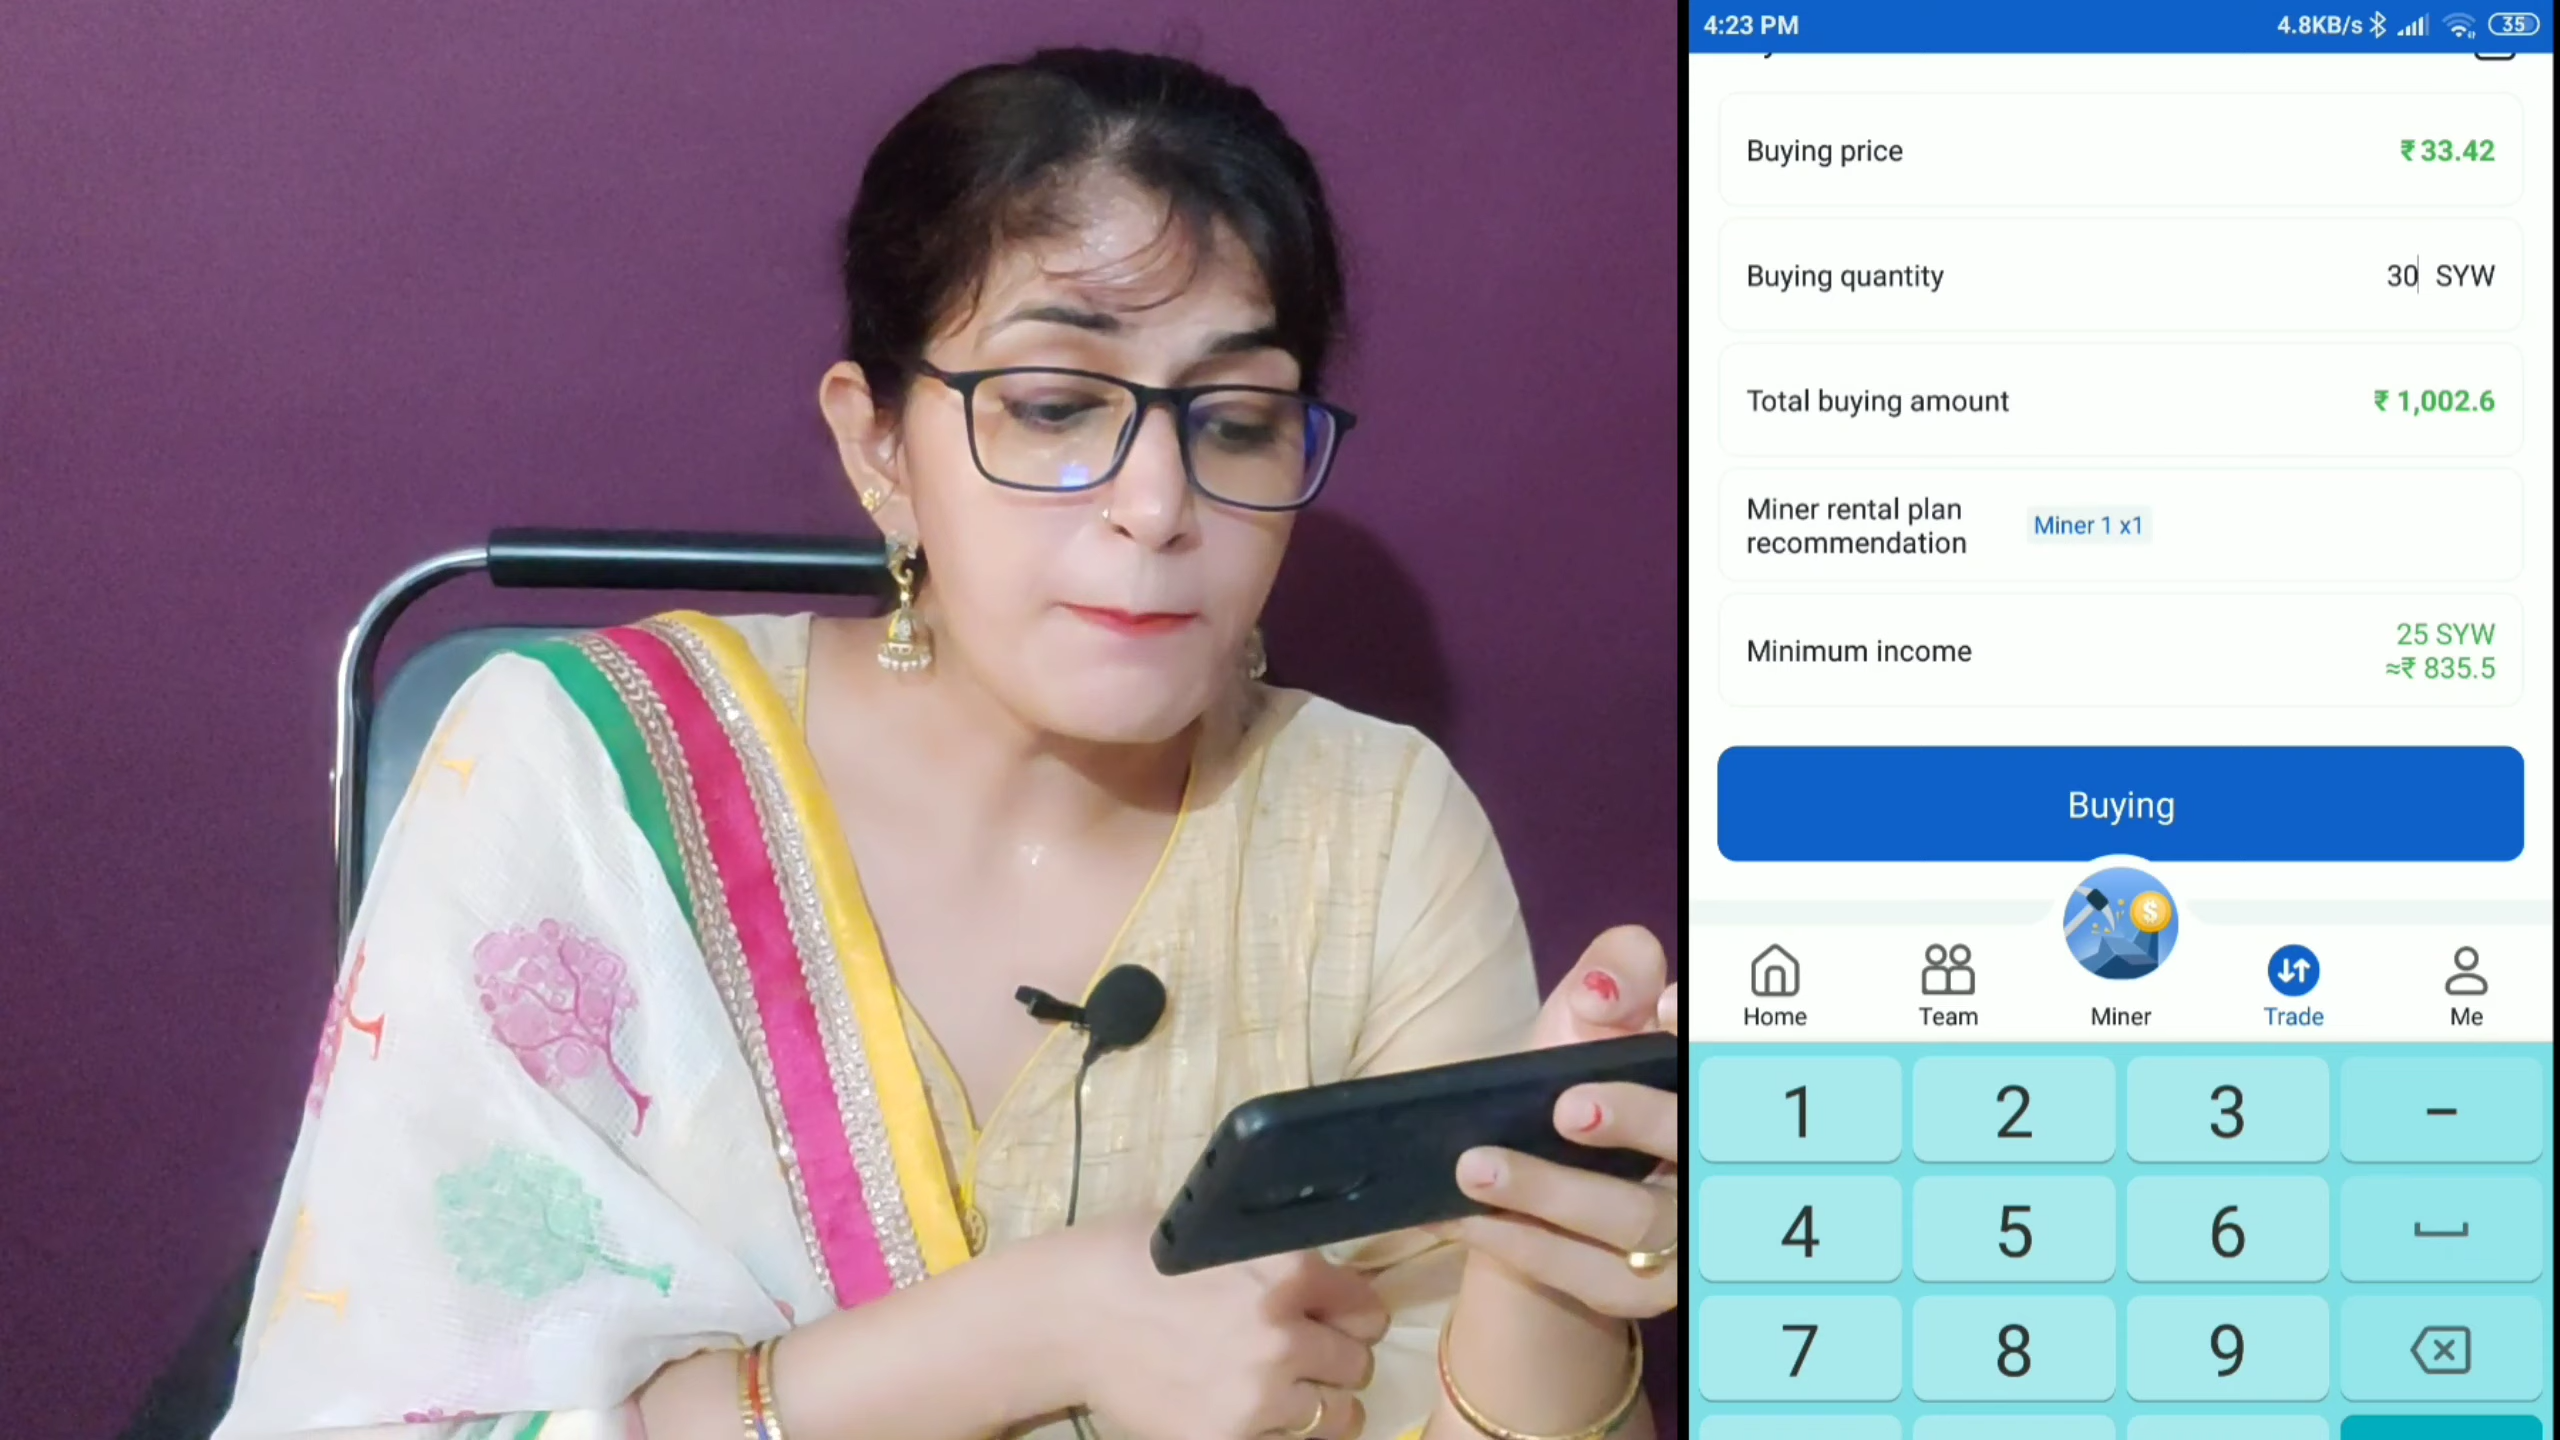 4:23 PM
4.8KB/s
35
Buying price
₹ 33.42
Buying quantity
30 SYW
Total buying amount
₹ 1,002.6
Miner rental plan
recommendation
Miner 1 x1
Minimum income
25 SYW
≈₹ 835.5
Buying
$
Home
Team
Miner
Trade
Me
1 2 3 –
4 5 6
7 8 9